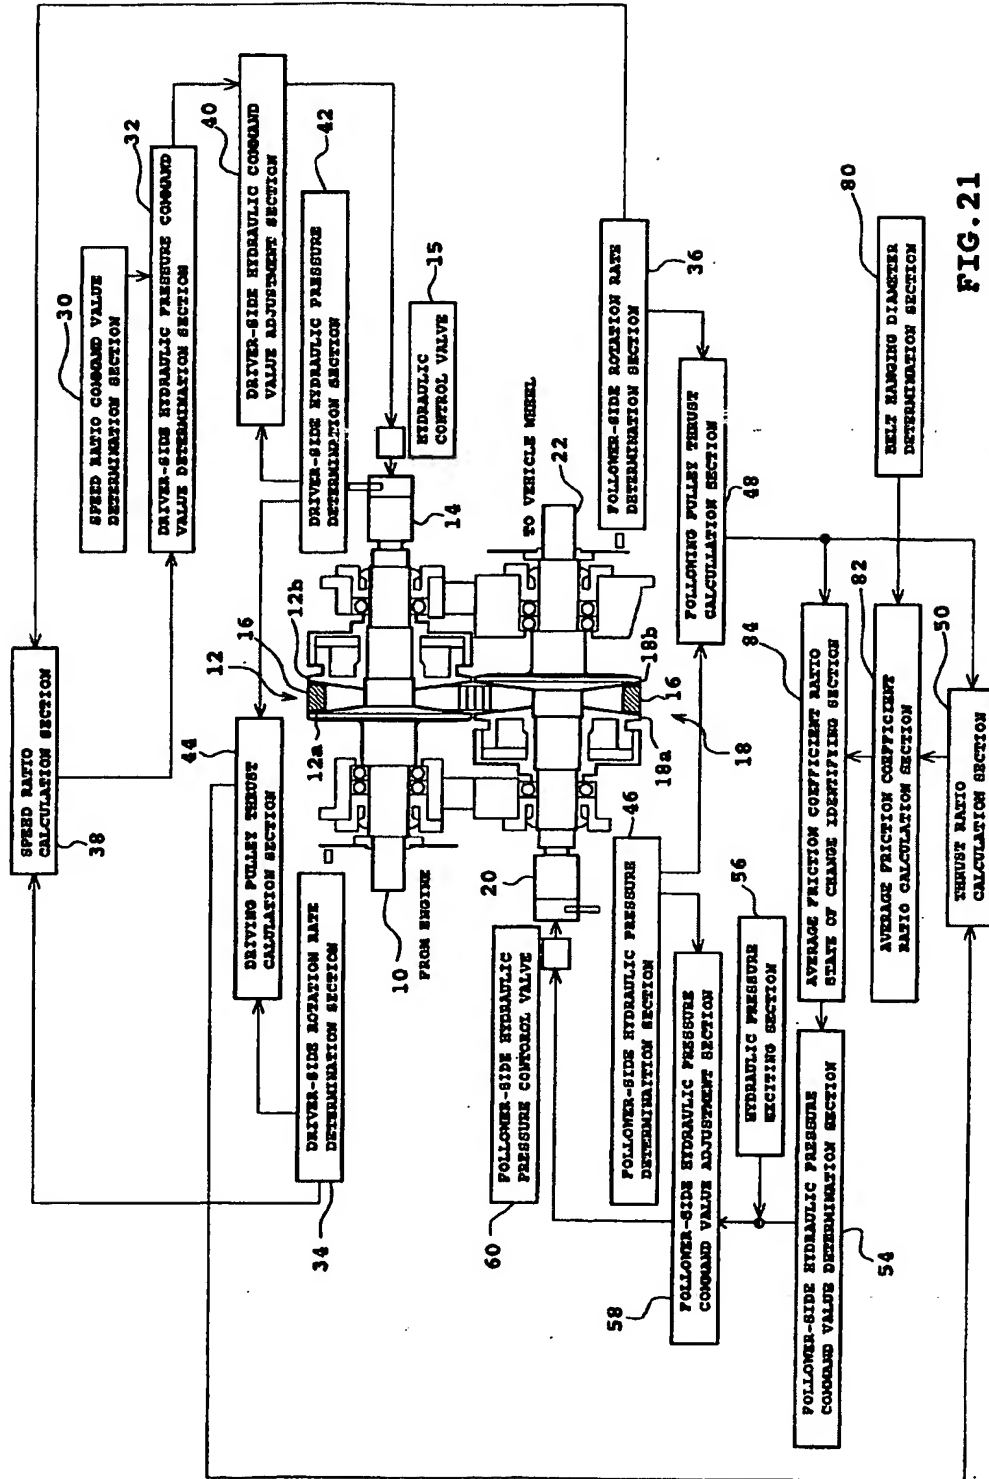 SPEED RATIO
CALCULATION SECTION
38
SPEED RATIO COMMAND VALUE
DETERMINATION SECTION
30
DRIVER-SIDE HYDRAULIC PRESSURE COMMAND
VALUE DETERMINATION SECTION
32
DRIVER-SIDE HYDRAULIC COMMAND
VALUE ADJUSTMENT SECTION
40
DRIVING PULLEY THRUST
CALULATION SECTION
44
DRIVER-SIDE HYDRAULIC PRESSURE
DETERMINATION SECTION
42
DRIVER-SIDE ROTATION RATE
DETERMINATION SECTION
34
12
16
12a
12b
14
HYDRAULIC
CONTROL VALVE
15
10
FROM ENGINE
TO VEHICLE WHEEL
22
20
18a
18b
16
18
FOLLOWER-SIDE HYDRAULIC
PRESSURE CONTOROL VALVE
60
FOLLOWER-SIDE ROTATION RATE
DETERMINATION SECTION
36
FOLLOWER-SIDE HYDRAULIC PRESSURE
DETERMINAITION SECTION
46
FOLLOWER-SIDE HYDRAULIC PRESSURE
COMMAND VALUE ADJUSTMENT SECTION
58
FOLLOWING PULLEY THRUST
CALCULLATION SECTION
48
HYDRAULIC PRESSURE
EXCITING SECTION
56
FOLLOWER-SIDE HYDRAULIC PRESSURE
COMMAND VALUE DETERMINATION SECTION
54
AVERAGE FRICTION COEFFICIENT RATIO
STATE OF CHANGE IDENTIFYING SECTION
84
AVERAGE FRICTION COEFFICIENT
RATIO CALCULATION SECTION
82
BELT HANGING DIAMETER
DETERMINATION SECTION
80
THRUST RATIO
CALCULATION SECTION
50
FIG.21